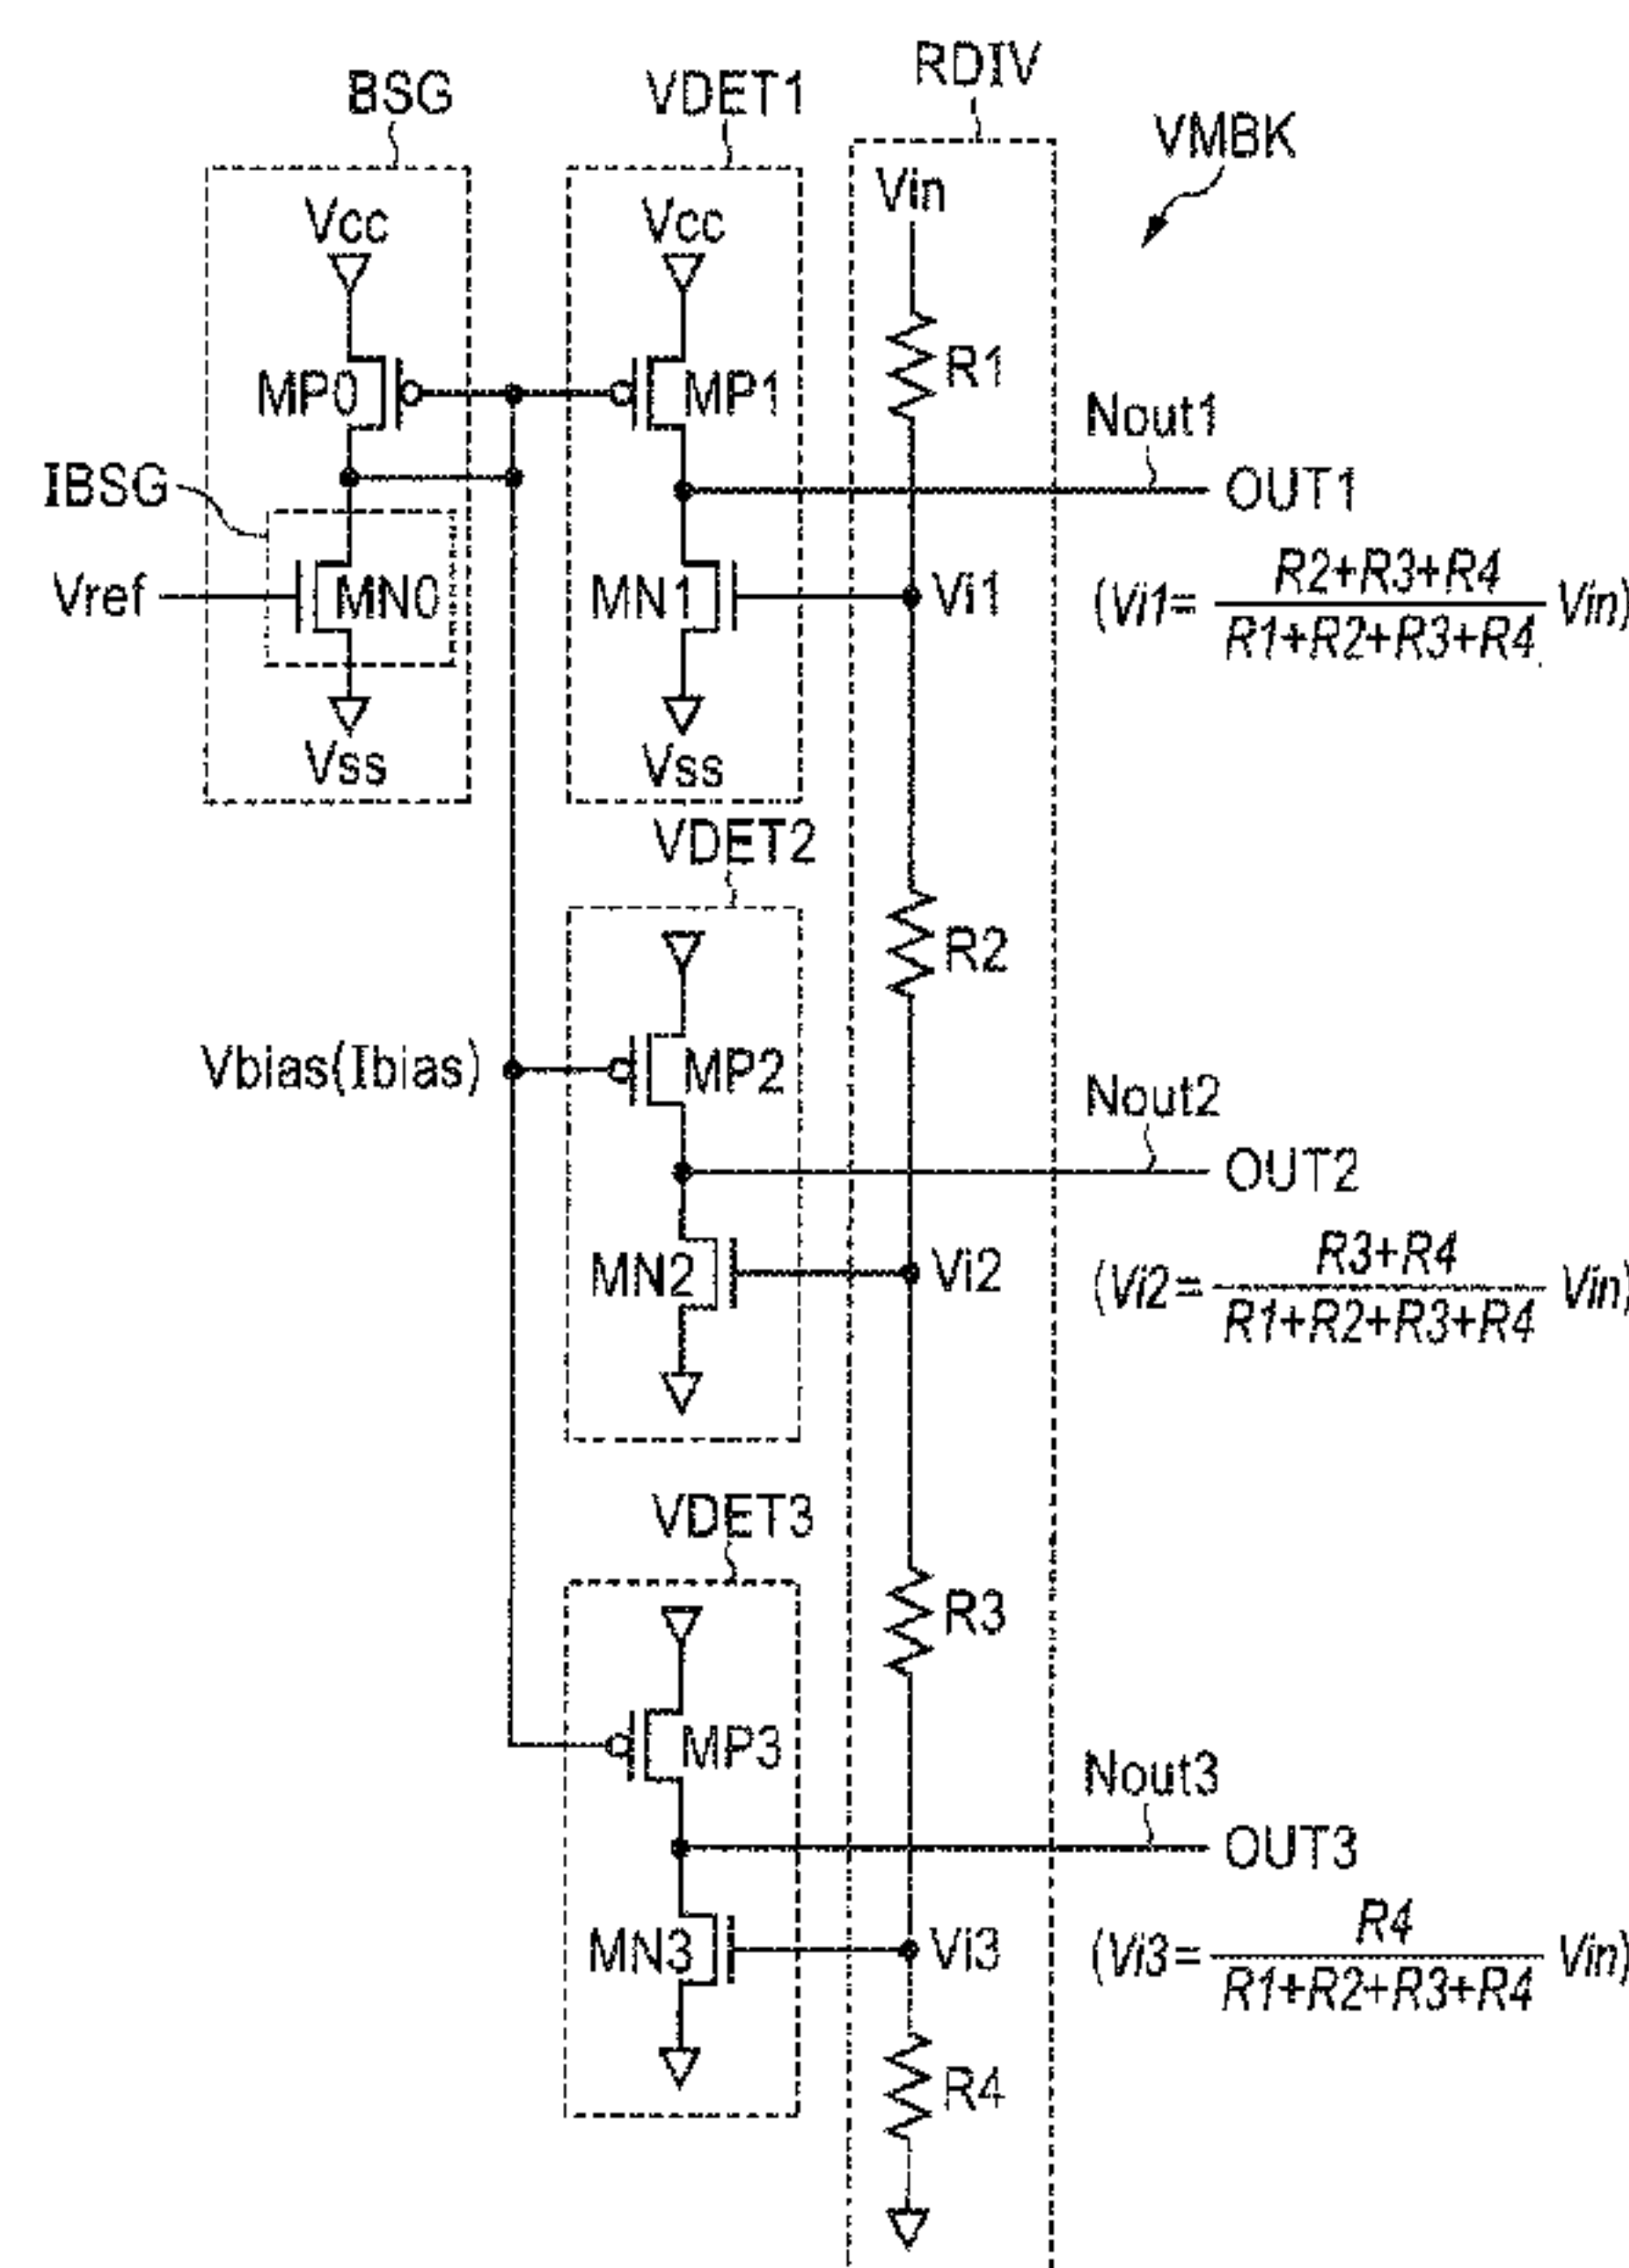 BSG
VDET1
RDIV
VMBK
Vcc
Vcc
Vin
MP0
MP1
R1
Nout1
IBSG
OUT1
Vref
MN0
MN1
Vi1
(Vi1= R2+R3+R4 / R1+R2+R3+R4 Vin)
Vss
Vss
VDET2
R2
Vbias(Ibias)
MP2
Nout2
OUT2
MN2
Vi2
(Vi2= R3+R4 / R1+R2+R3+R4 Vin)
VDET3
R3
MP3
Nout3
OUT3
MN3
Vi3
(Vi3= R4 / R1+R2+R3+R4 Vin)
R4